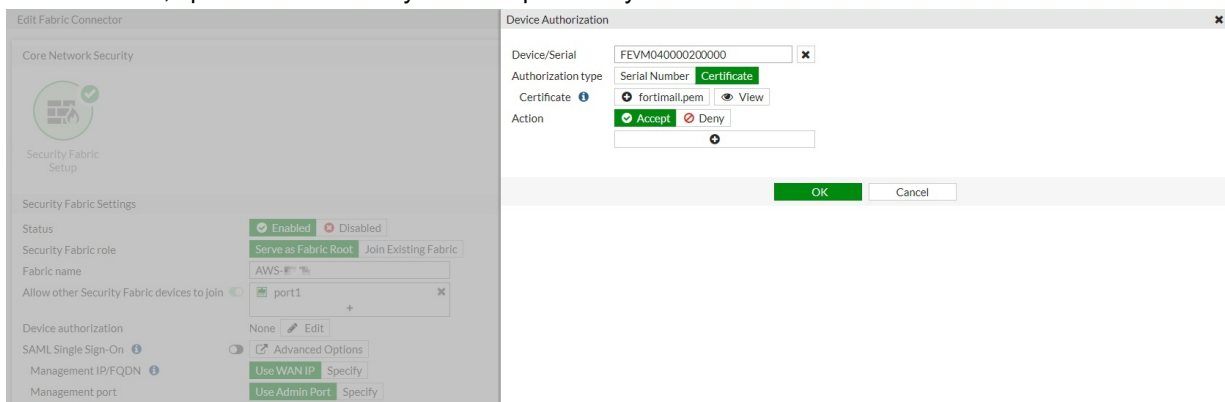 Edit Fabric Connector
Core Network Security
Security Fabric
Setup
Security Fabric Settings
Status Enabled Disabled
Security Fabric role Serve as Fabric Root Join Existing Fabric
Fabric name AWS-
Allow other Security Fabric devices to join port1
+
Device authorization None Edit
SAML Single Sign-On Advanced Options
Management IP/FQDN Use WAN IP Specify
Management port Use Admin Port Specify
Device Authorization
Device/Serial FEVM040000200000
Authorization type Serial Number Certificate
Certificate fortimail.pem View
Action Accept Deny
OK Cancel